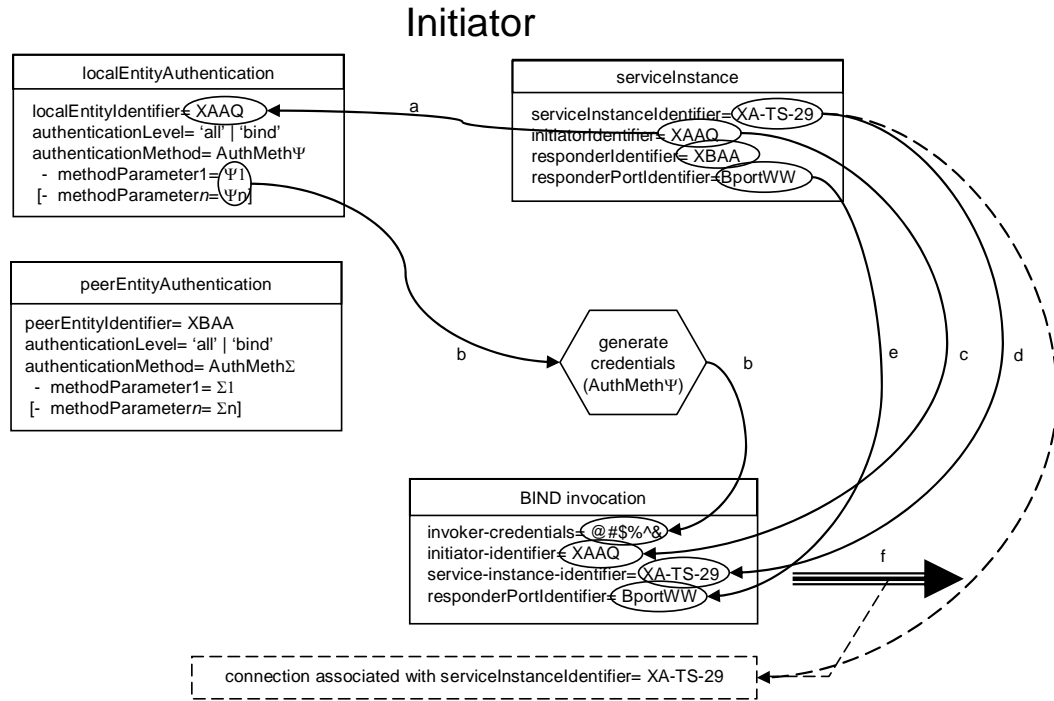 Initiator
localEntityAuthentication
localEntityIdentifier= XAAQ
authenticationLevel= ‘all’ | ‘bind’
authenticationMethod= AuthMethΨ
- methodParameter1= Ψ1
[- methodParametern= Ψn]
a
serviceInstance
serviceInstanceIdentifier= XA-TS-29
initiatorIdentifier= XAAQ
responderIdentifier= XBAA
responderPortIdentifier=BportWW
peerEntityAuthentication
peerEntityIdentifier= XBAA
authenticationLevel= ‘all’ | ‘bind’
authenticationMethod= AuthMethΣ
- methodParameter1= Σ1
[- methodParametern= Σn]
b
generate
credentials
(AuthMethΨ)
b
e
c
d
BIND invocation
invoker-credentials= @#$%^&
initiator-identifier= XAAQ
service-instance-identifier= XA-TS-29
responderPortIdentifier= BportWW
f
connection associated with serviceInstanceIdentifier= XA-TS-29